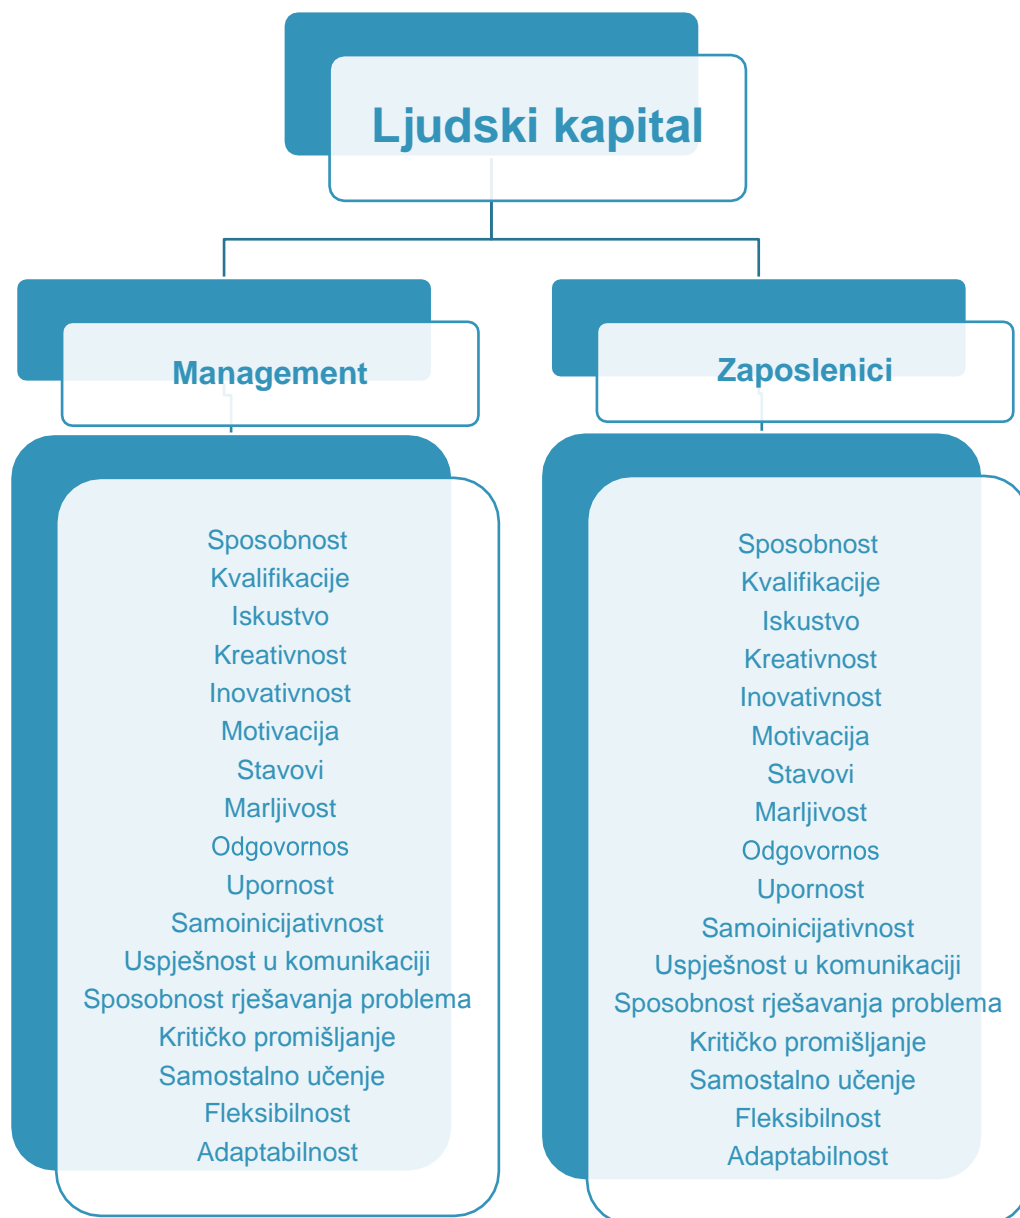 Ljudski kapital
Management
Sposobnost
Kvalifikacije
Iskustvo
Kreativnost
Inovativnost
Motivacija
Stavovi
Marljivost
Odgovornos
Upornost
Samoinicijativnost
Uspješnost u komunikaciji
Sposobnost rješavanja problema
Kritičko promišljanje
Samostalno učenje
Fleksibilnost
Adaptabilnost
Zaposlenici
Sposobnost
Kvalifikacije
Iskustvo
Kreativnost
Inovativnost
Motivacija
Stavovi
Marljivost
Odgovornos
Upornost
Samoinicijativnost
Uspješnost u komunikaciji
Sposobnost rješavanja problema
Kritičko promišljanje
Samostalno učenje
Fleksibilnost
Adaptabilnost